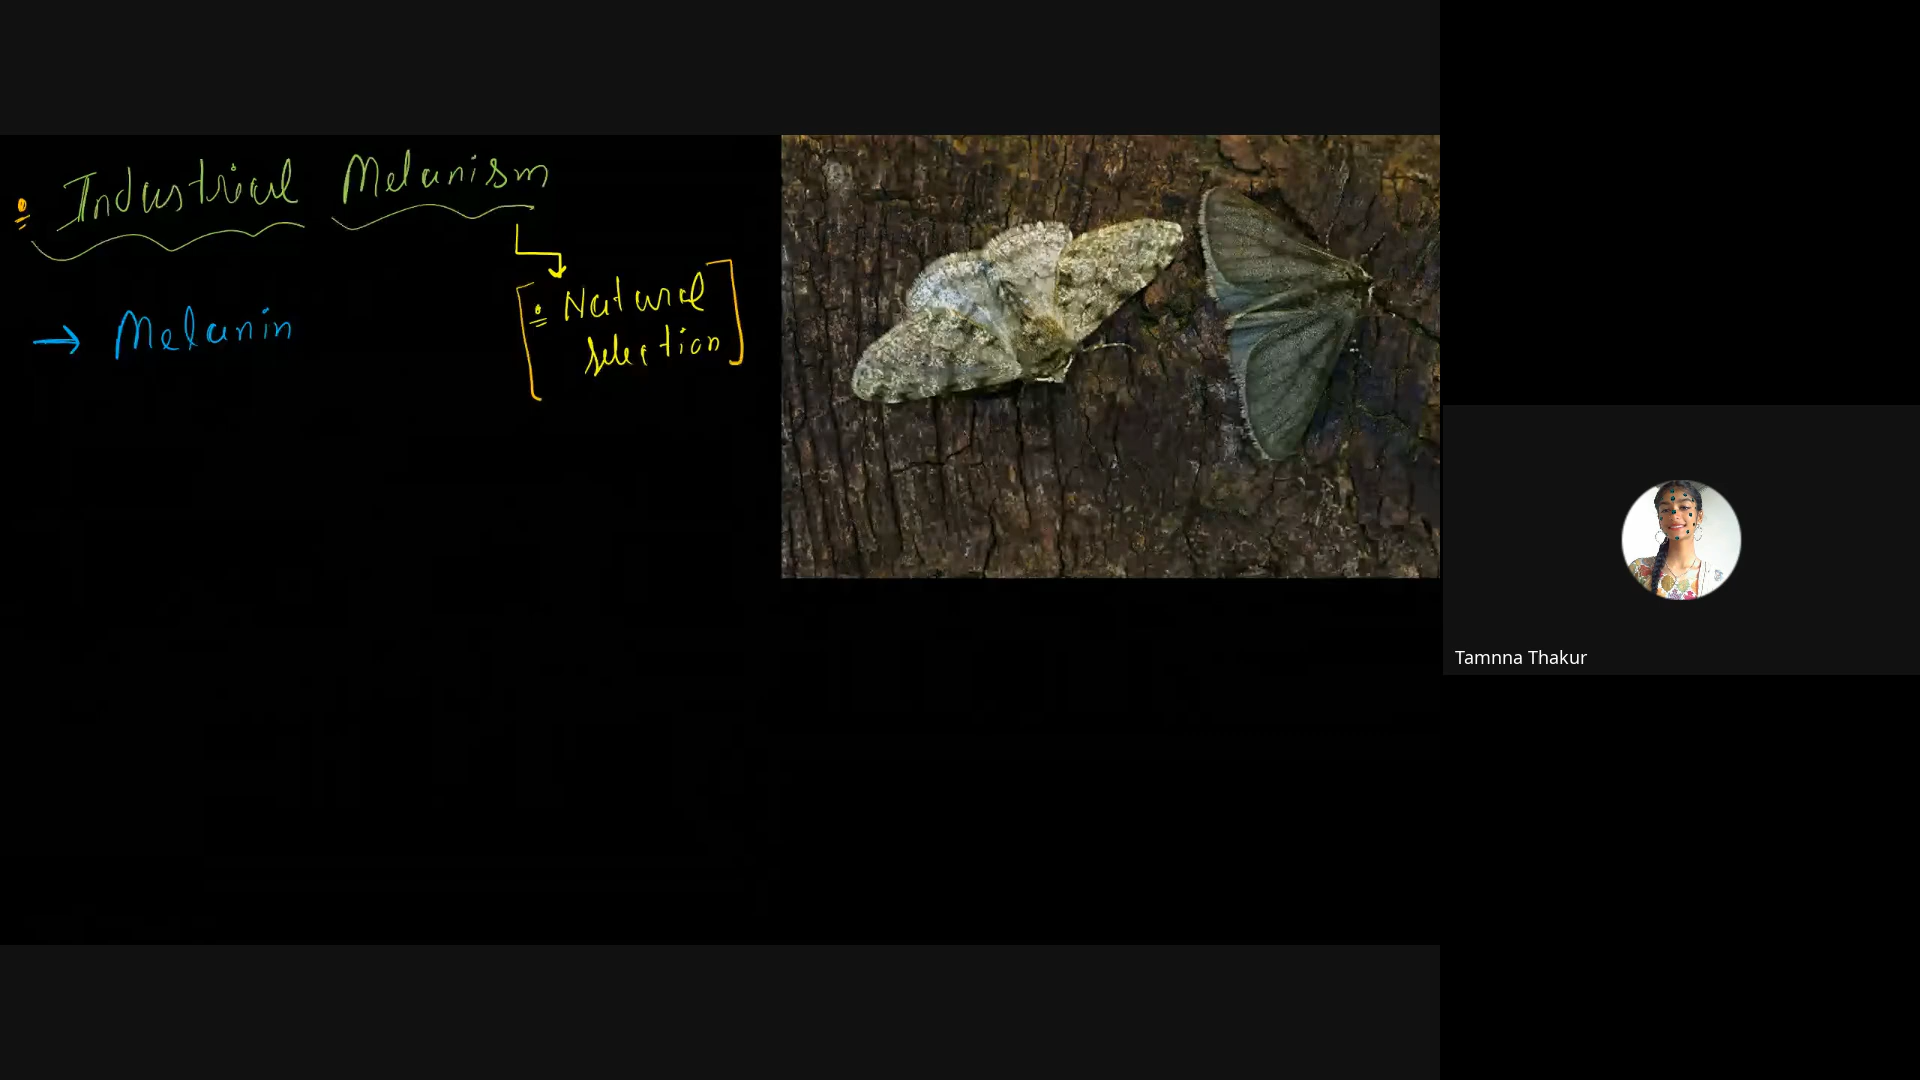 Industrial Melanism
Natural
selection
→ Melanin
Tamnna Thakur